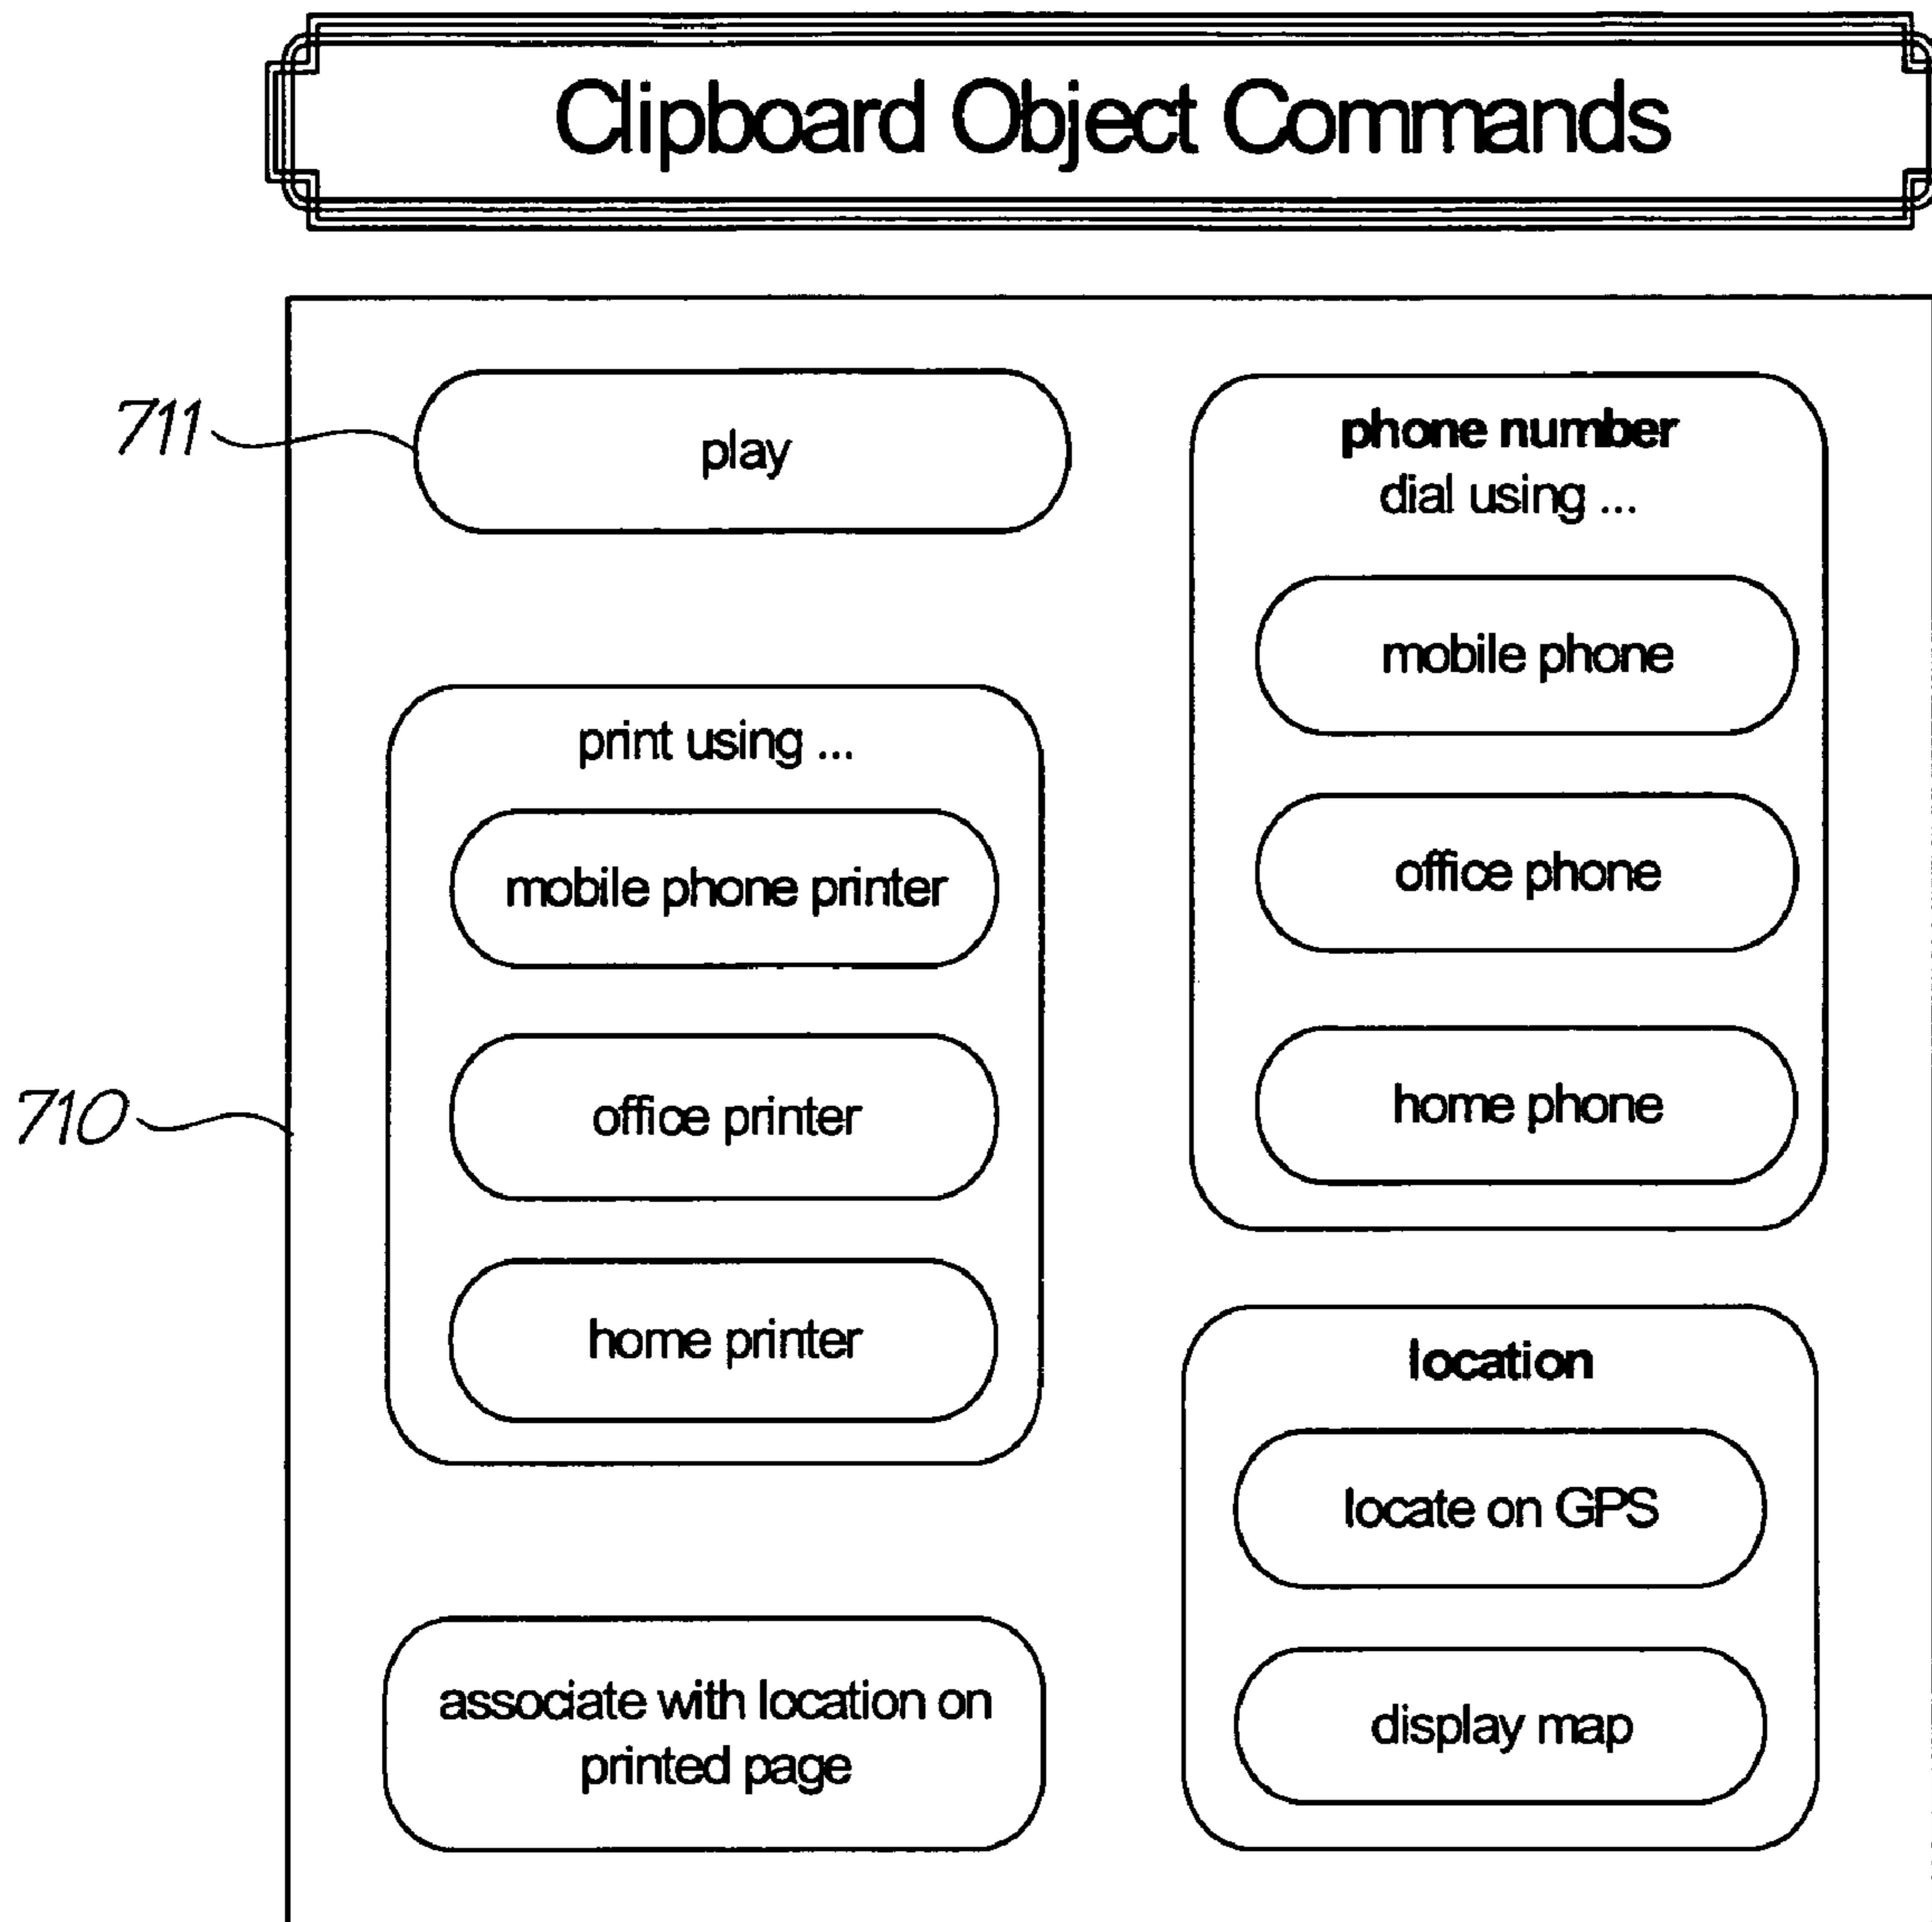 Clipboard Object Commands
711
play
print using ...
mobile phone printer
office printer
home printer
710
associate with location on
printed page
phone number
dial using ...
mobile phone
office phone
home phone
location
locate on GPS
display map